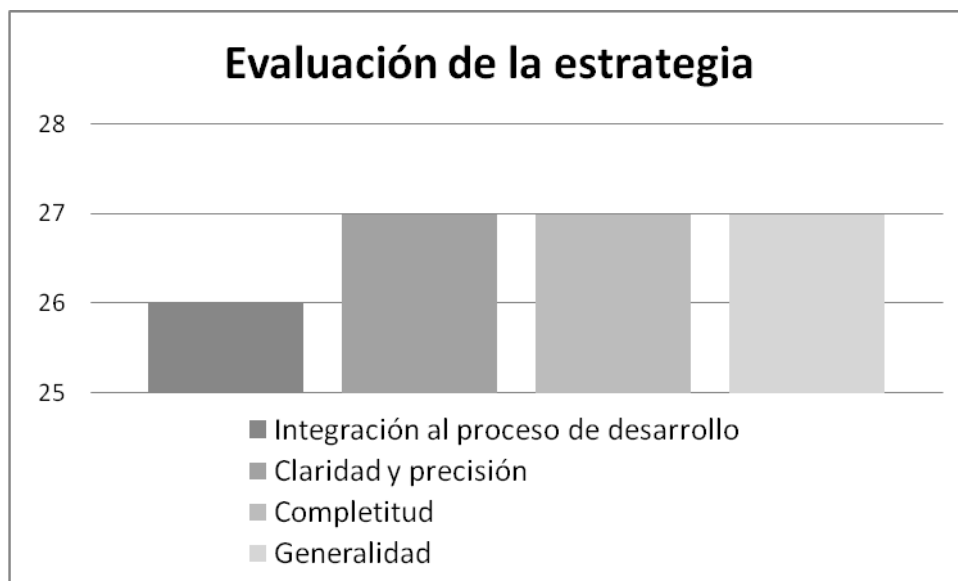 Evaluación de la estrategia
28
27
26
25
Integración al proceso de desarrollo
Claridad y precisión
Completitud
Generalidad